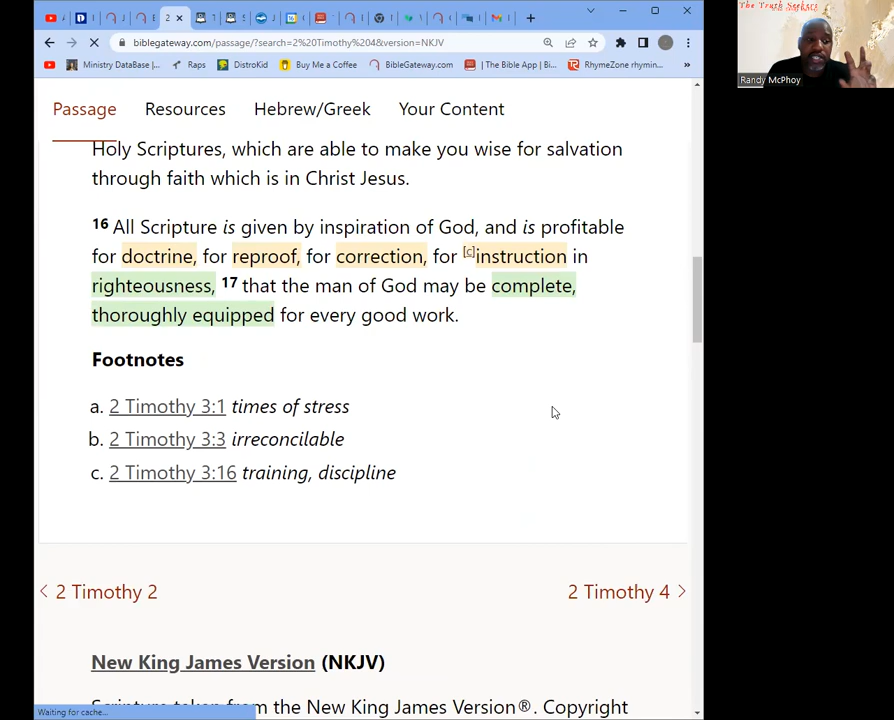 2
biblegateway.com/passage/?search=2%20Timothy%204&version=NKJV
Ministry DataBase |...
Raps
DistroKid
Buy Me a Coffee
BibleGateway.com
| The Bible App | Bi...
RhymeZone rhymin...
»
The Truth Seekers
Randy McPhoy
Passage
Resources
Hebrew/Greek
Your Content
Holy Scriptures, which are able to make you wise for salvation
through faith which is in Christ Jesus.
16 All Scripture is given by inspiration of God, and is profitable
for doctrine, for reproof, for correction, for [c]instruction in
righteousness, 17 that the man of God may be complete,
thoroughly equipped for every good work.
Footnotes
a. 2 Timothy 3:1 times of stress
b. 2 Timothy 3:3 irreconcilable
c. 2 Timothy 3:16 training, discipline
< 2 Timothy 2
2 Timothy 4 >
New King James Version (NKJV)
Scripture taken from the New King James Version®. Copyright
Waiting for cache...